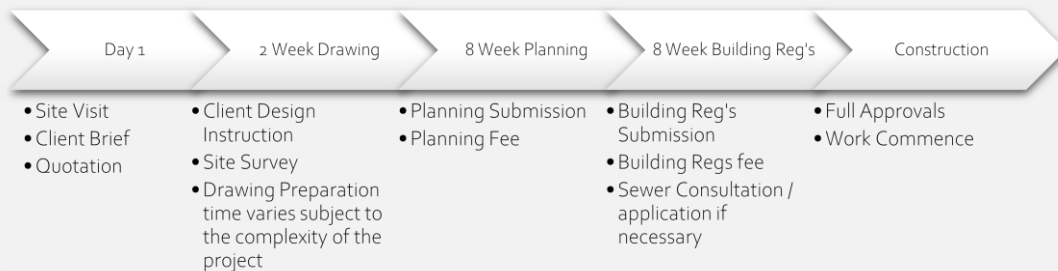 Day 1
2 Week Drawing
8 Week Planning
8 Week Building Reg's
Construction
• Site Visit
• Client Brief
• Quotation
• Client Design
Instruction
• Site Survey
• Drawing Preparation
time varies subject to
the complexity of the
project
• Planning Submission
• Planning Fee
• Building Reg's
Submission
• Building Regs fee
• Sewer Consultation /
application if
necessary
• Full Approvals
• Work Commence